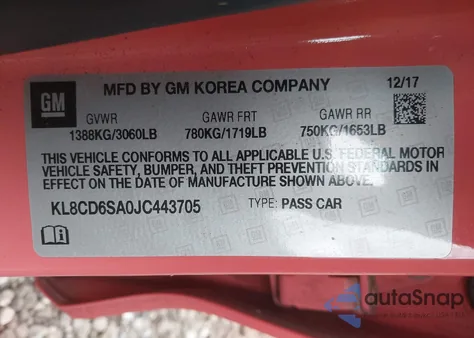 GM MFD BY GM KOREA COMPANY 12/17
GVWR GAWR FRT GAWR RR
1388KG/3060LB 780KG/1719LB 750KG/1653LB
THIS VEHICLE CONFORMS TO ALL APPLICABLE U.S. FEDERAL MOTOR
VEHICLE SAFETY, BUMPER, AND THEFT PREVENTION STANDARDS IN
EFFECT ON THE DATE OF MANUFACTURE SHOWN ABOVE.
KL8CD6SA0JC443705 TYPE: PASS CAR
autoSnap